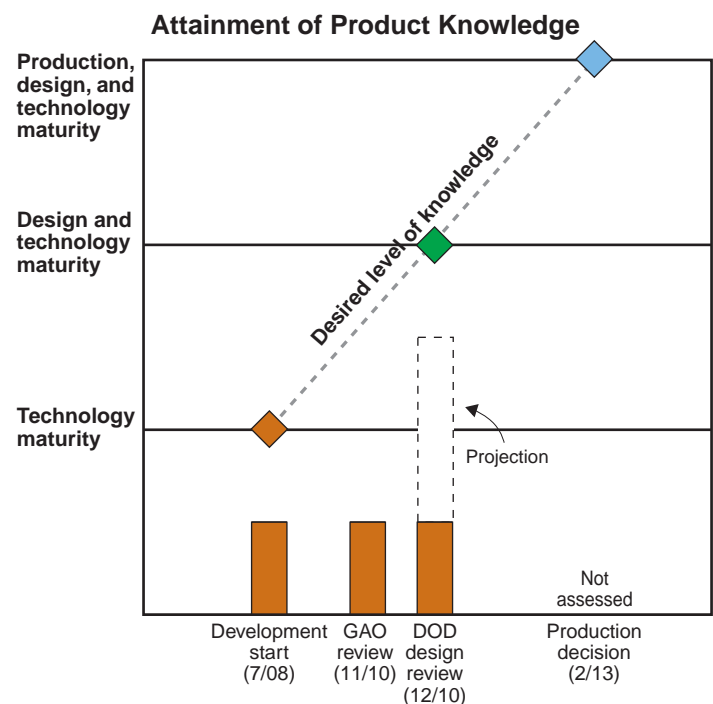 Attainment of Product Knowledge
Production,
design, and
technology
maturity
Design and
technology
maturity
Technology
maturity
Desired level of knowledge
Projection
Not
assessed
Development
start
(7/08)
GAO
review
(11/10)
DOD
design
review
(12/10)
Production
decision
(2/13)